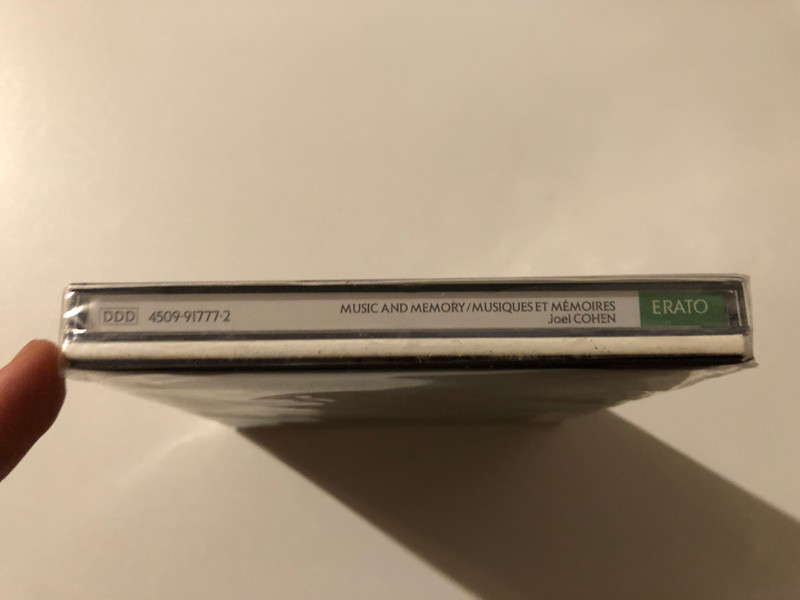 DDD 4509-91777-2
MUSIC AND MEMORY/MUSIQUES ET MÉMOIRES
Joel COHEN
ERATO